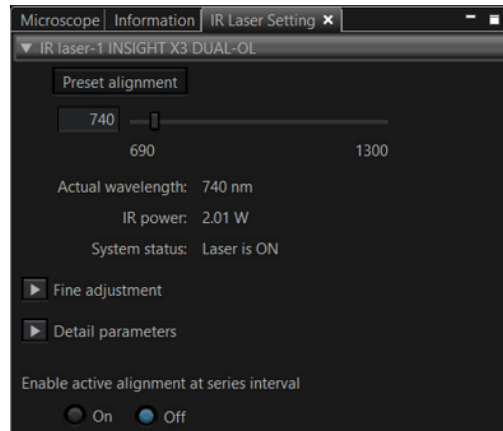 Microscope Information IR Laser Setting
IR laser-1 INSIGHT X3 DUAL-OL
Preset alignment
740
690 1300
Actual wavelength: 740 nm
IR power: 2.01 W
System status: Laser is ON
Fine adjustment
Detail parameters
Enable active alignment at series interval
On Off